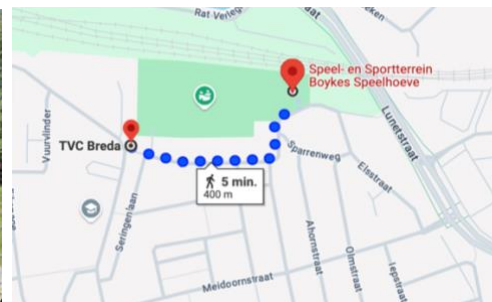 Rat Verleg
Speel- en Sportterrein
Boykes Speelhoeve
Lunetstraat
Vuurvlinder
TVC Breda
Sparrenweg
5 min.
400 m
Elsstraat
Seringenlaan
Ahornstraat
Olmstraat
Meidoornstraat
Iepstraat